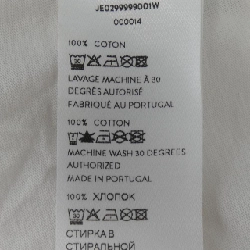 JE0299999001W
000014
100% COTON
LAVAGE MACHINE À 30
DEGRÉS AUTORISÉ
FABRIQUÉ AU PORTUGAL
100% COTTON
MACHINE WASH 30 DEGREES
AUTHORIZED
MADE IN PORTUGAL
100% ХЛОПОК
СТИРКА В
СТИРАЛЬНОЙ